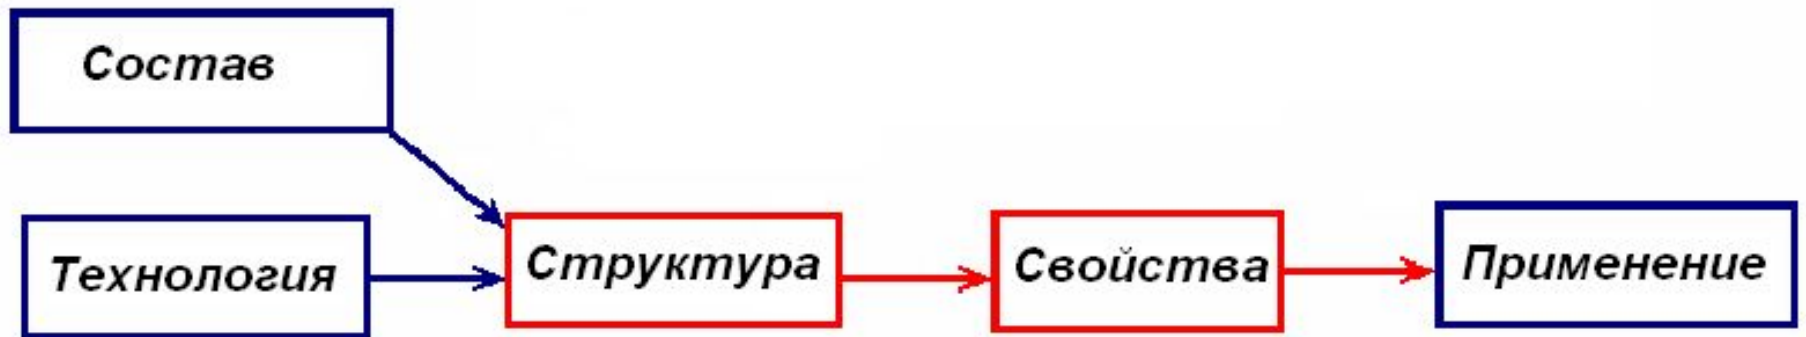 Состав
Технология
Структура
Свойства
Применение